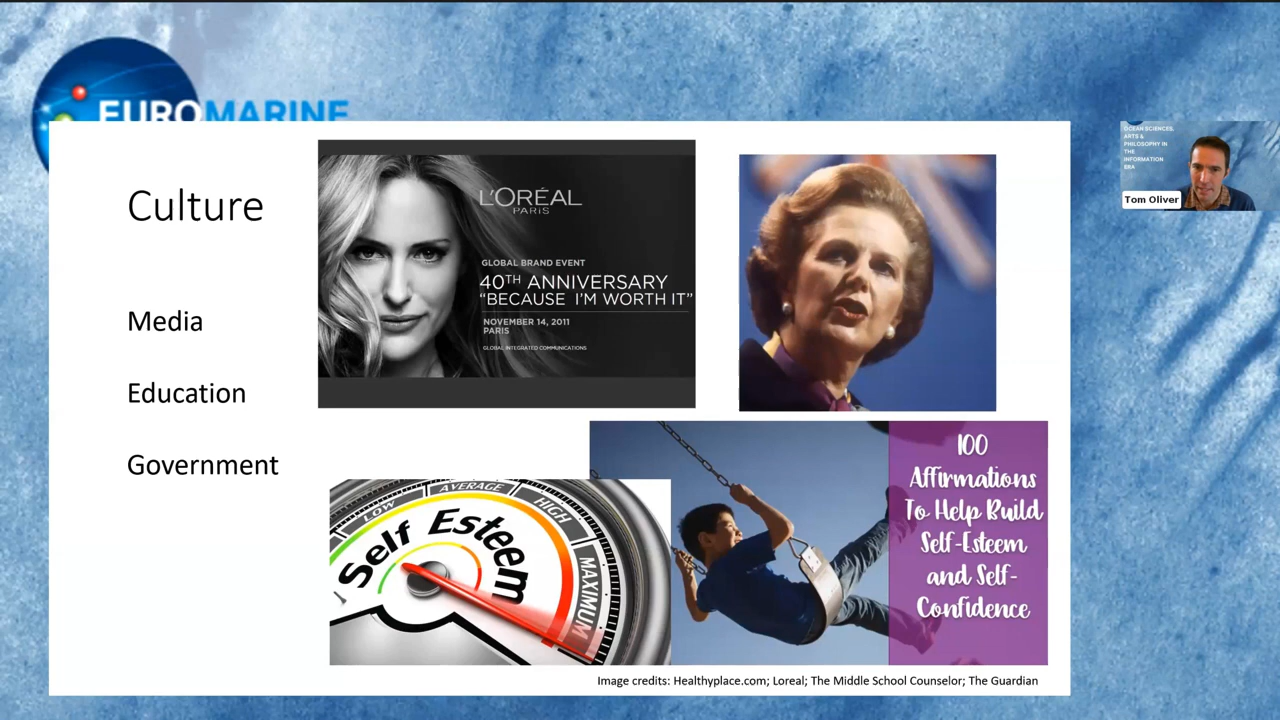 EUROMARINE
Culture
Media
Education
Government
L'ORÉAL
PARIS
GLOBAL BRAND EVENT
40TH ANNIVERSARY
“BECAUSE I'M WORTH IT”
NOVEMBER 14, 2011
PARIS
GLOBAL INTEGRATED COMMUNICATIONS
LOW
AVERAGE
HIGH
MAXIMUM
Self Esteem
100
Affirmations
To Help Build
Self-Esteem
and Self-
Confidence
Image credits: Healthyplace.com; Loreal; The Middle School Counselor; The Guardian
OCEAN SCIENCES,
ARTS &
PHILOSOPHY IN
THE
INFORMATION
ERA
Tom Oliver